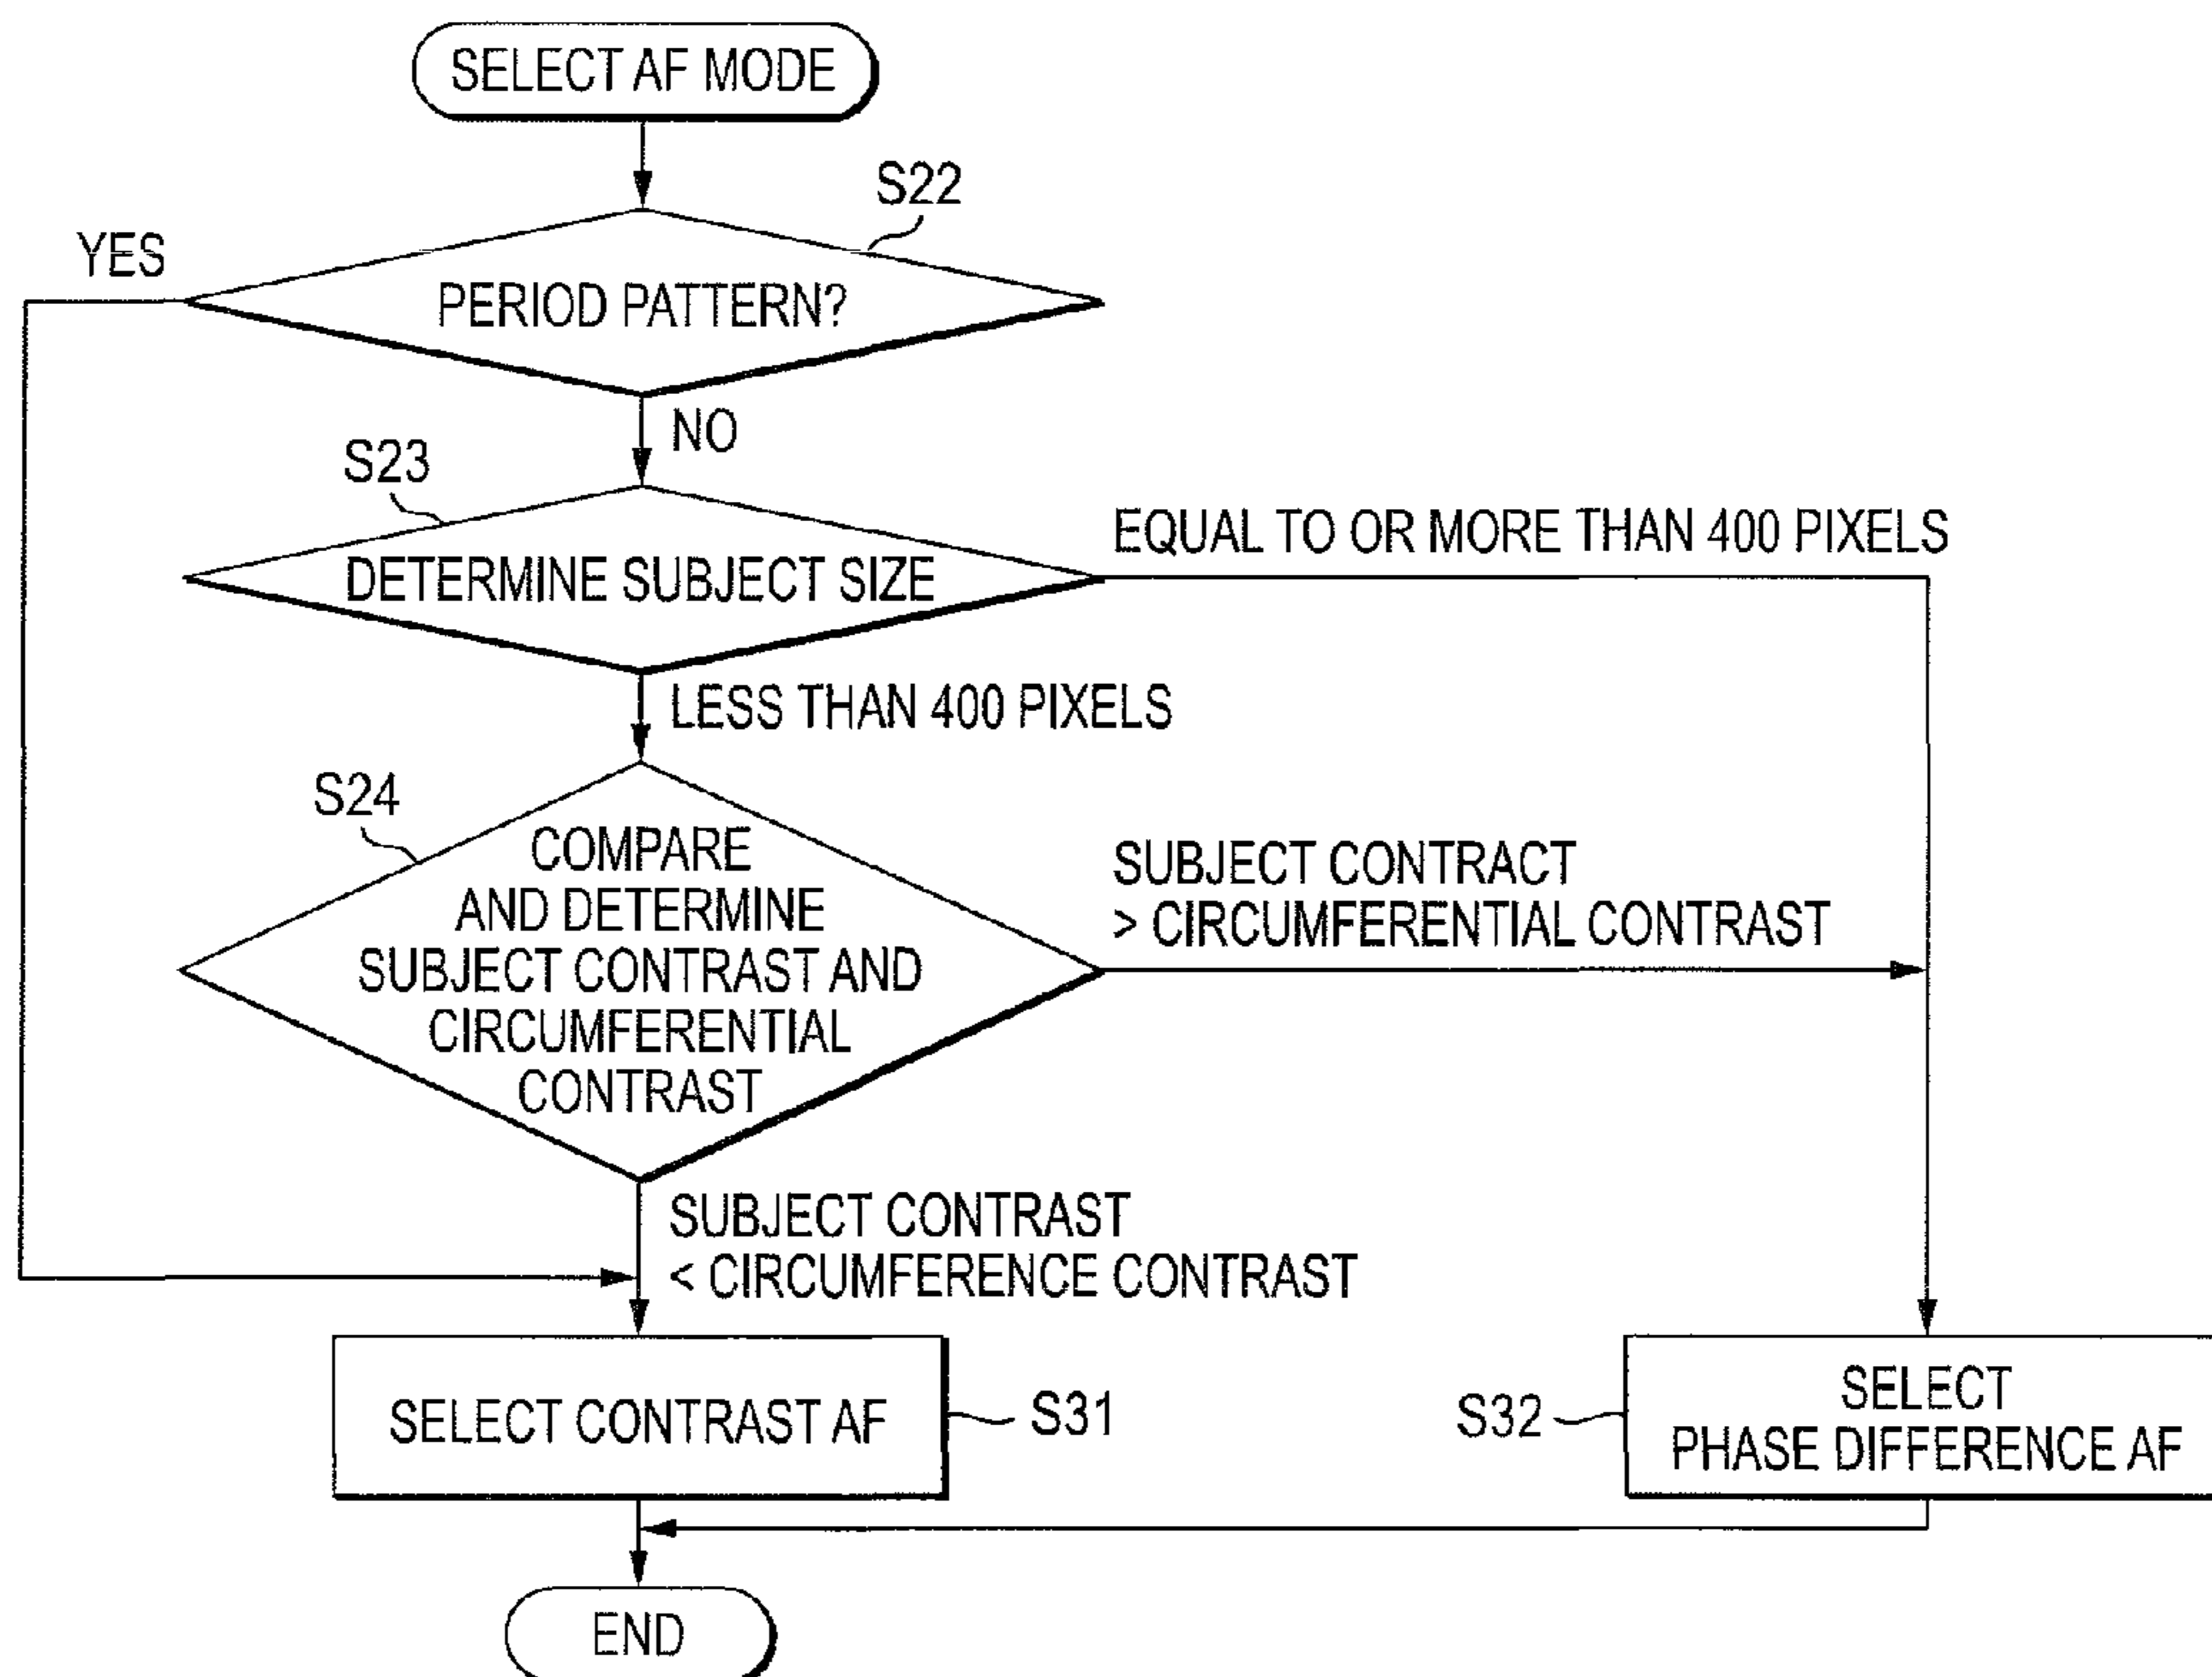 SELECT AF MODE
S22
YES
PERIOD PATTERN?
NO
S23
EQUAL TO OR MORE THAN 400 PIXELS
DETERMINE SUBJECT SIZE
LESS THAN 400 PIXELS
S24
COMPARE
AND DETERMINE
SUBJECT CONTRAST AND
CIRCUMFERENTIAL
CONTRAST
SUBJECT CONTRACT
> CIRCUMFERENTIAL CONTRAST
SUBJECT CONTRAST
< CIRCUMFERENCE CONTRAST
SELECT CONTRAST AF
S31
S32
SELECT
PHASE DIFFERENCE AF
END